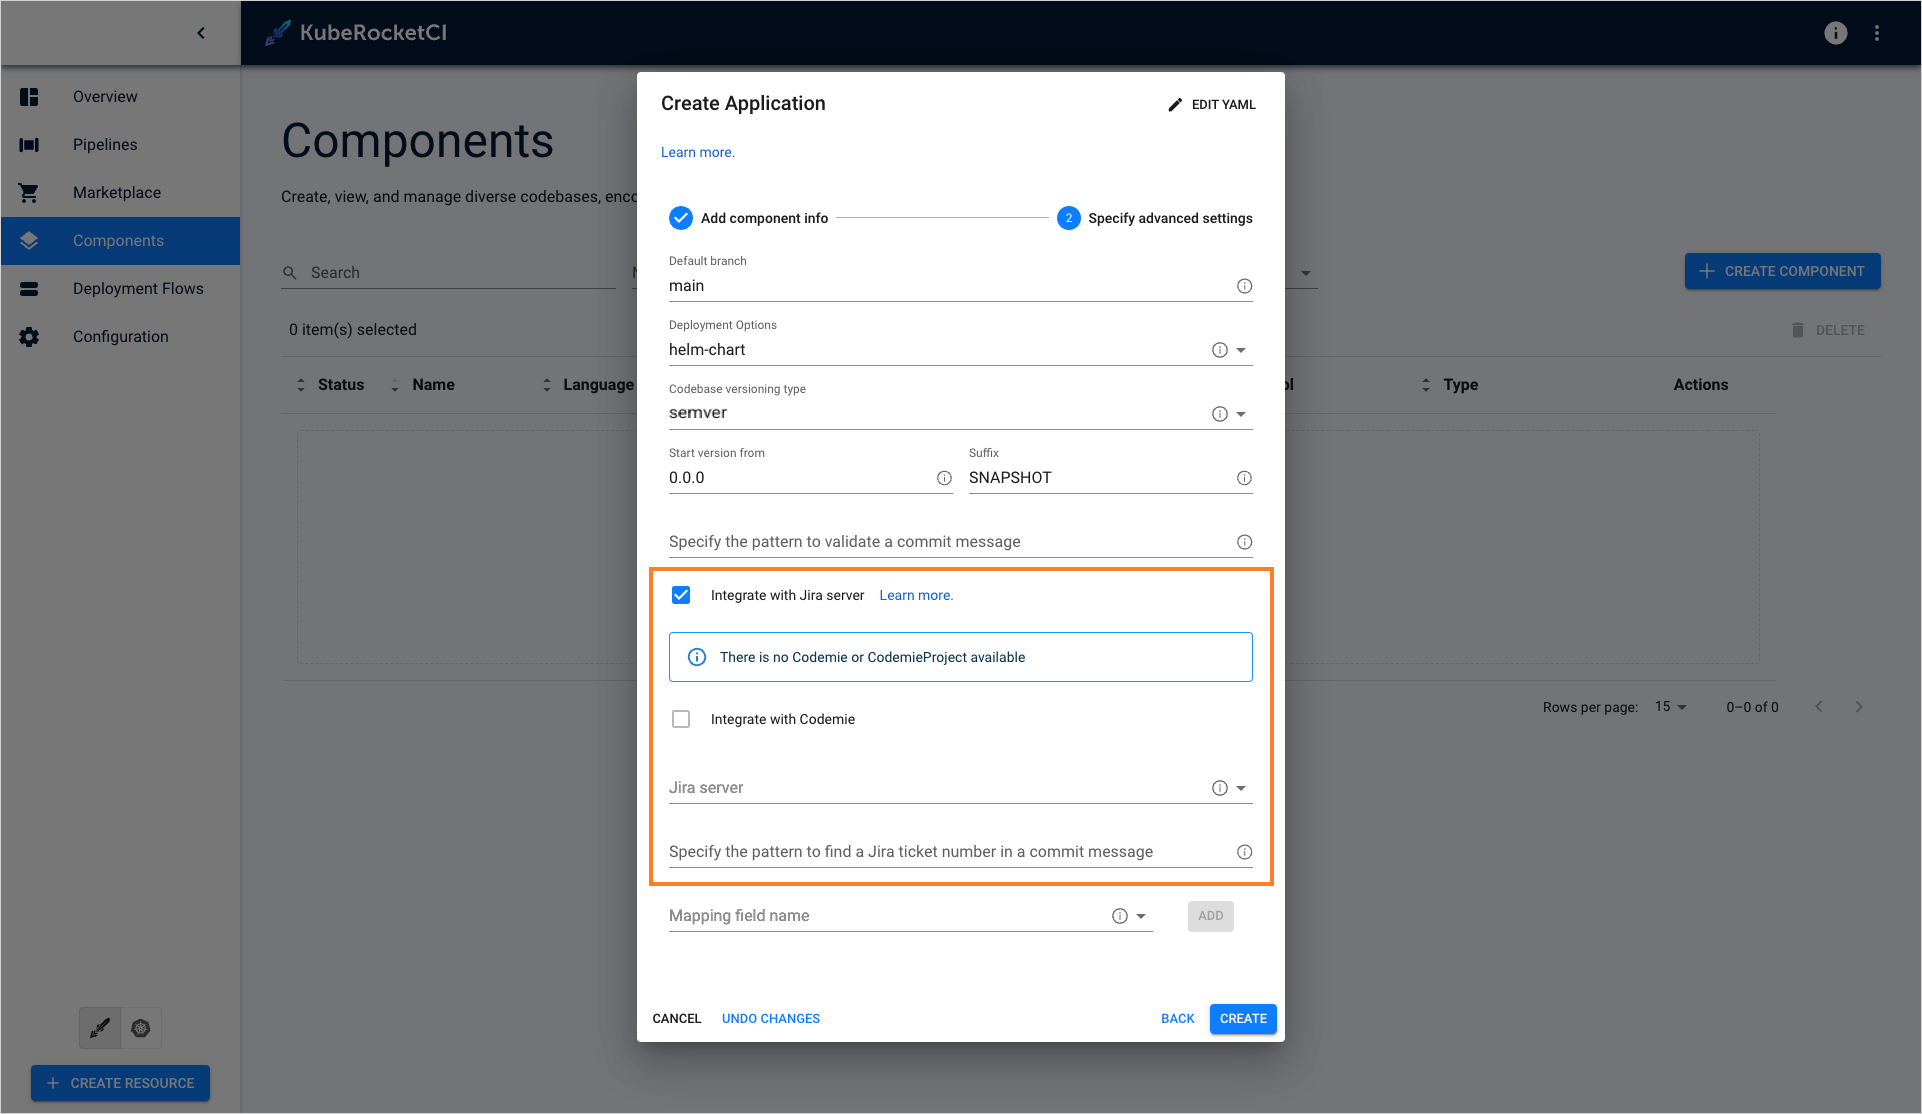 KubeRocketCI
Overview
Pipelines
Marketplace
Components
Deployment Flows
Configuration
CREATE RESOURCE
Components
Create, view, and manage diverse codebases,
Search
CREATE COMPONENT
0 item(s) selected
DELETE
Status
Name
Language
Type
Actions
Rows per page:
15
0–0 of 0
Create Application
EDIT YAML
Learn more.
Add component info
2
Specify advanced settings
Default branch
main
Deployment Options
helm-chart
Codebase versioning type
semver
Start version from
Suffix
0.0.0
SNAPSHOT
Specify the pattern to validate a commit message
Integrate with Jira server Learn more.
There is no Codemie or CodemieProject available
Integrate with Codemie
Jira server
Specify the pattern to find a Jira ticket number in a commit message
Mapping field name
ADD
CANCEL
UNDO CHANGES
BACK
CREATE